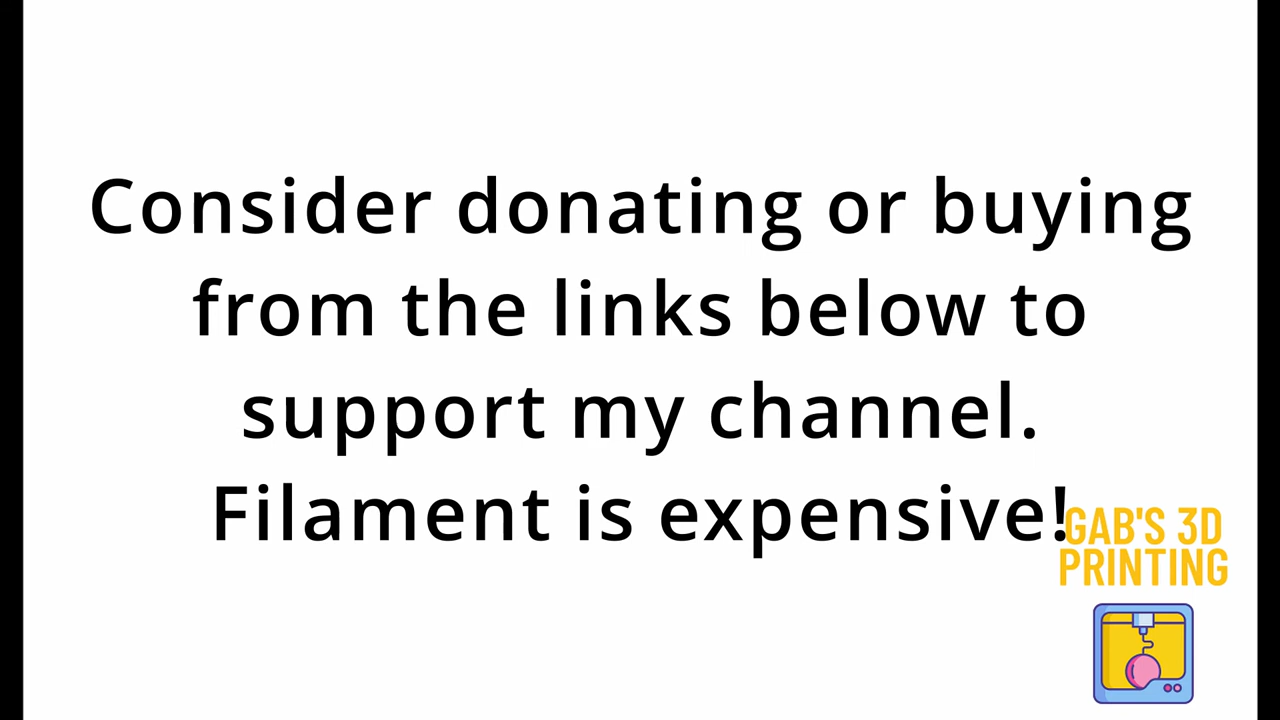 Consider donating or buying
from the links below to
support my channel.
Filament is expensive!
GAB'S 3D
PRINTING